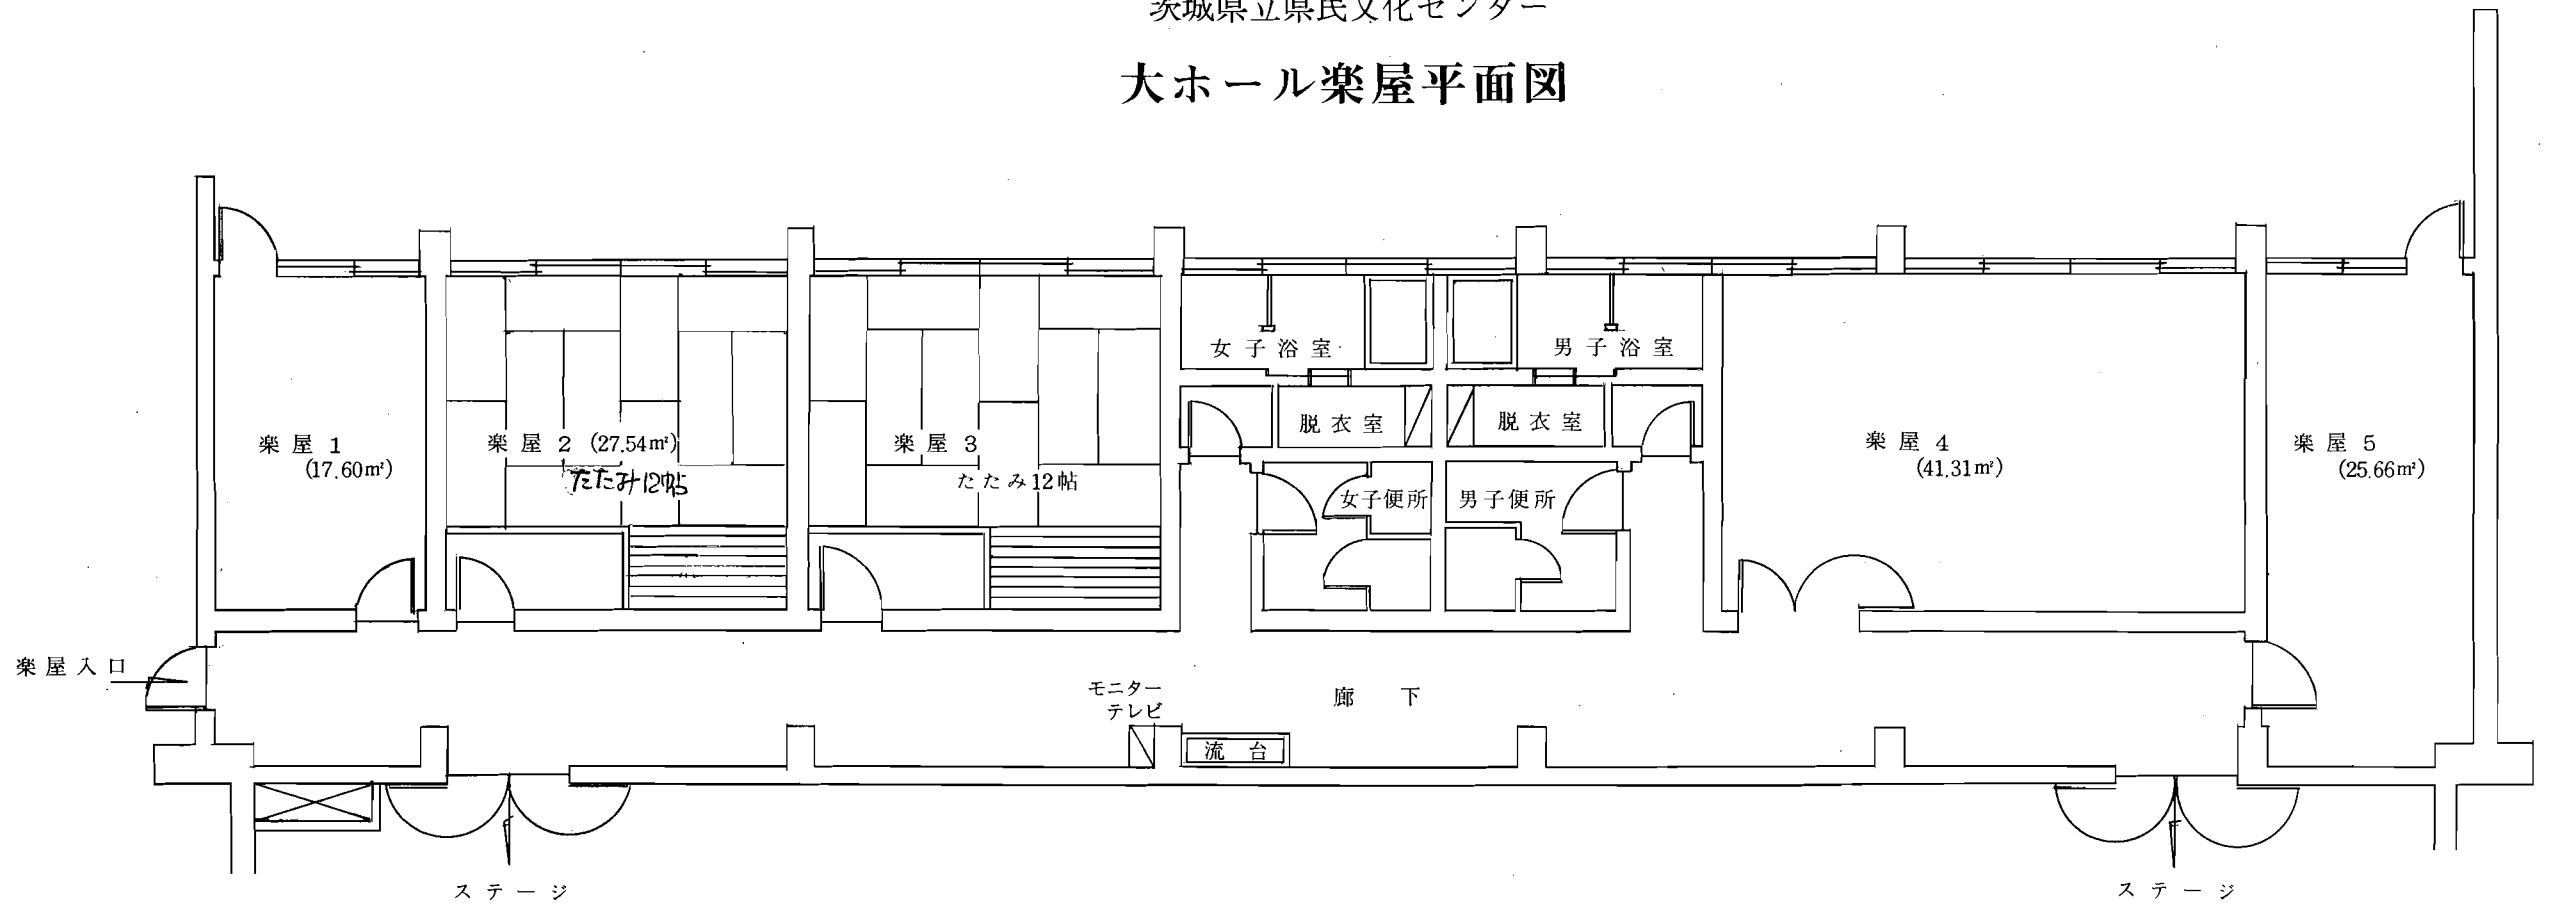 茨城県立県民文化センター
大ホール楽屋平面図
女子浴室
男子浴室
脱衣室
脱衣室
楽屋1
(17.60㎡)
楽屋2 (27.54㎡)
たたみ12帖
楽屋3
たたみ12帖
女子便所
男子便所
楽屋4
(41.31㎡)
楽屋5
(25.66㎡)
楽屋入口
モニター
テレビ
廊下
流台
ステージ
ステージ